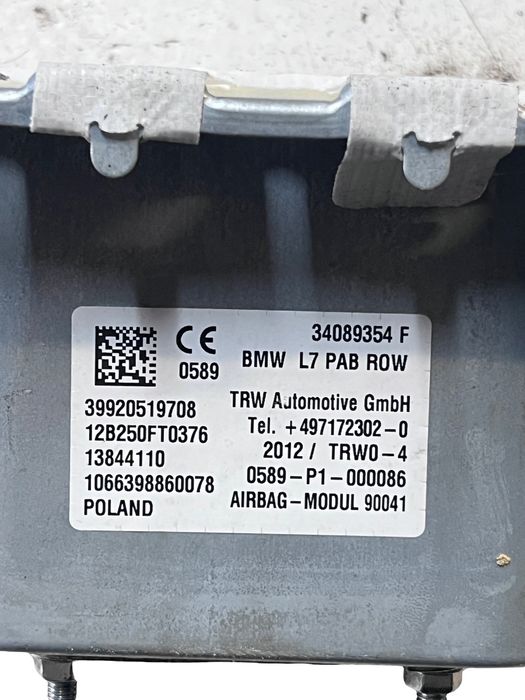 CE
0589
34089354 F
BMW L7 PAB ROW
39920519708
12B250FT0376
13844110
1066398860078
POLAND
TRW Automotive GmbH
Tel. +497172302-0
2012 / TRW0-4
0589-P1-000086
AIRBAG-MODUL 90041